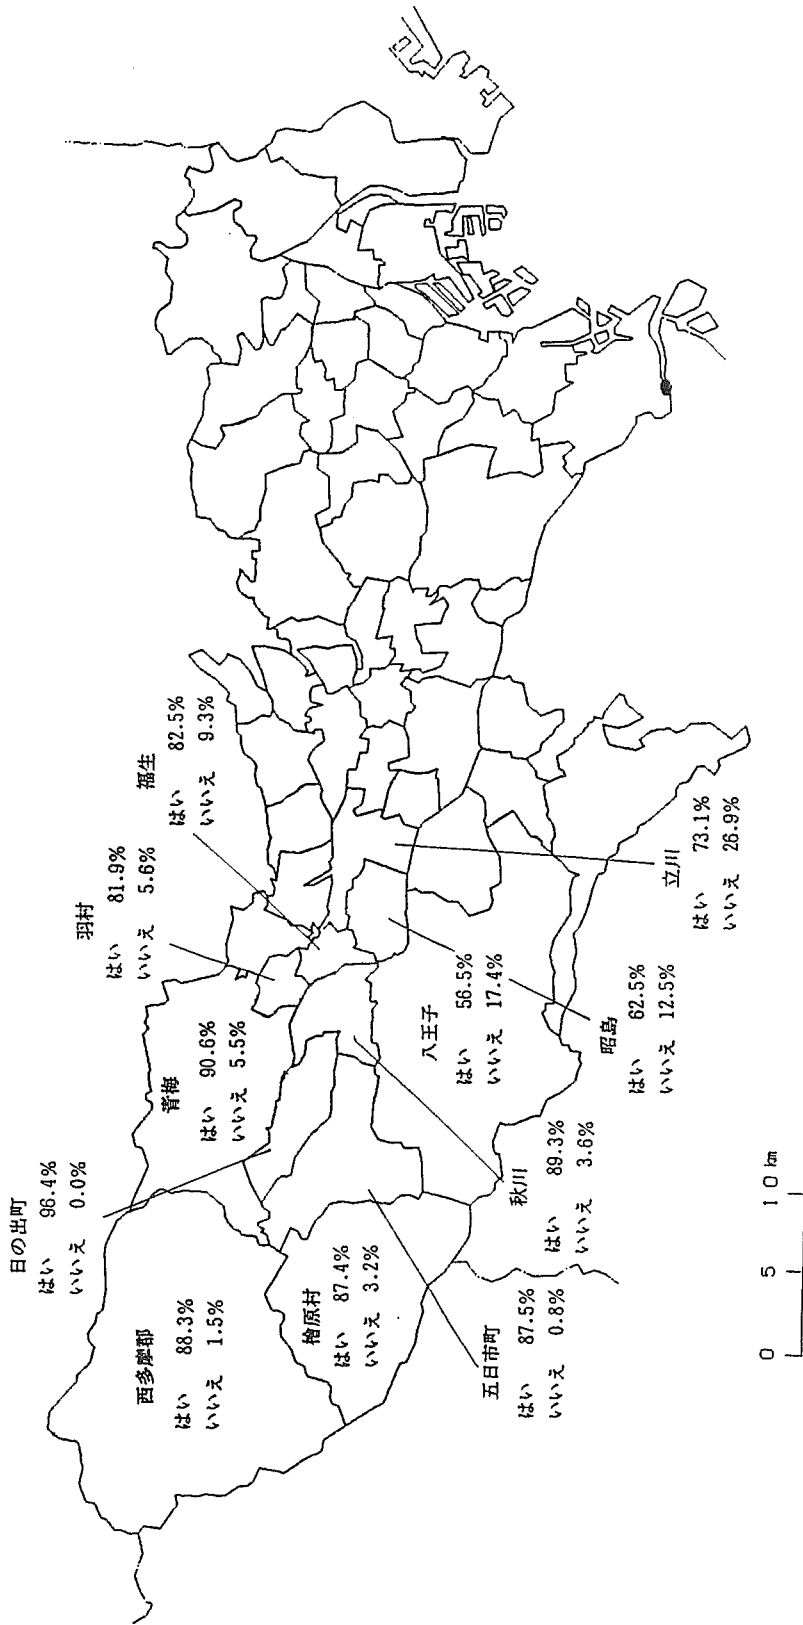 日の出町
はい 96.4%
いいえ 0.0%
西多摩郡
はい 88.3%
いいえ 1.5%
青梅
はい 90.6%
いいえ 5.5%
羽村
はい 81.9%
いいえ 5.6%
福生
はい 82.5%
いいえ 9.3%
檜原村
はい 87.4%
いいえ 3.2%
五日市町
はい 87.5%
いいえ 0.8%
秋川
はい 89.3%
いいえ 3.6%
八王子
はい 56.5%
いいえ 17.4%
昭島
はい 62.5%
いいえ 12.5%
立川
はい 73.1%
いいえ 26.9%
0 5 10km